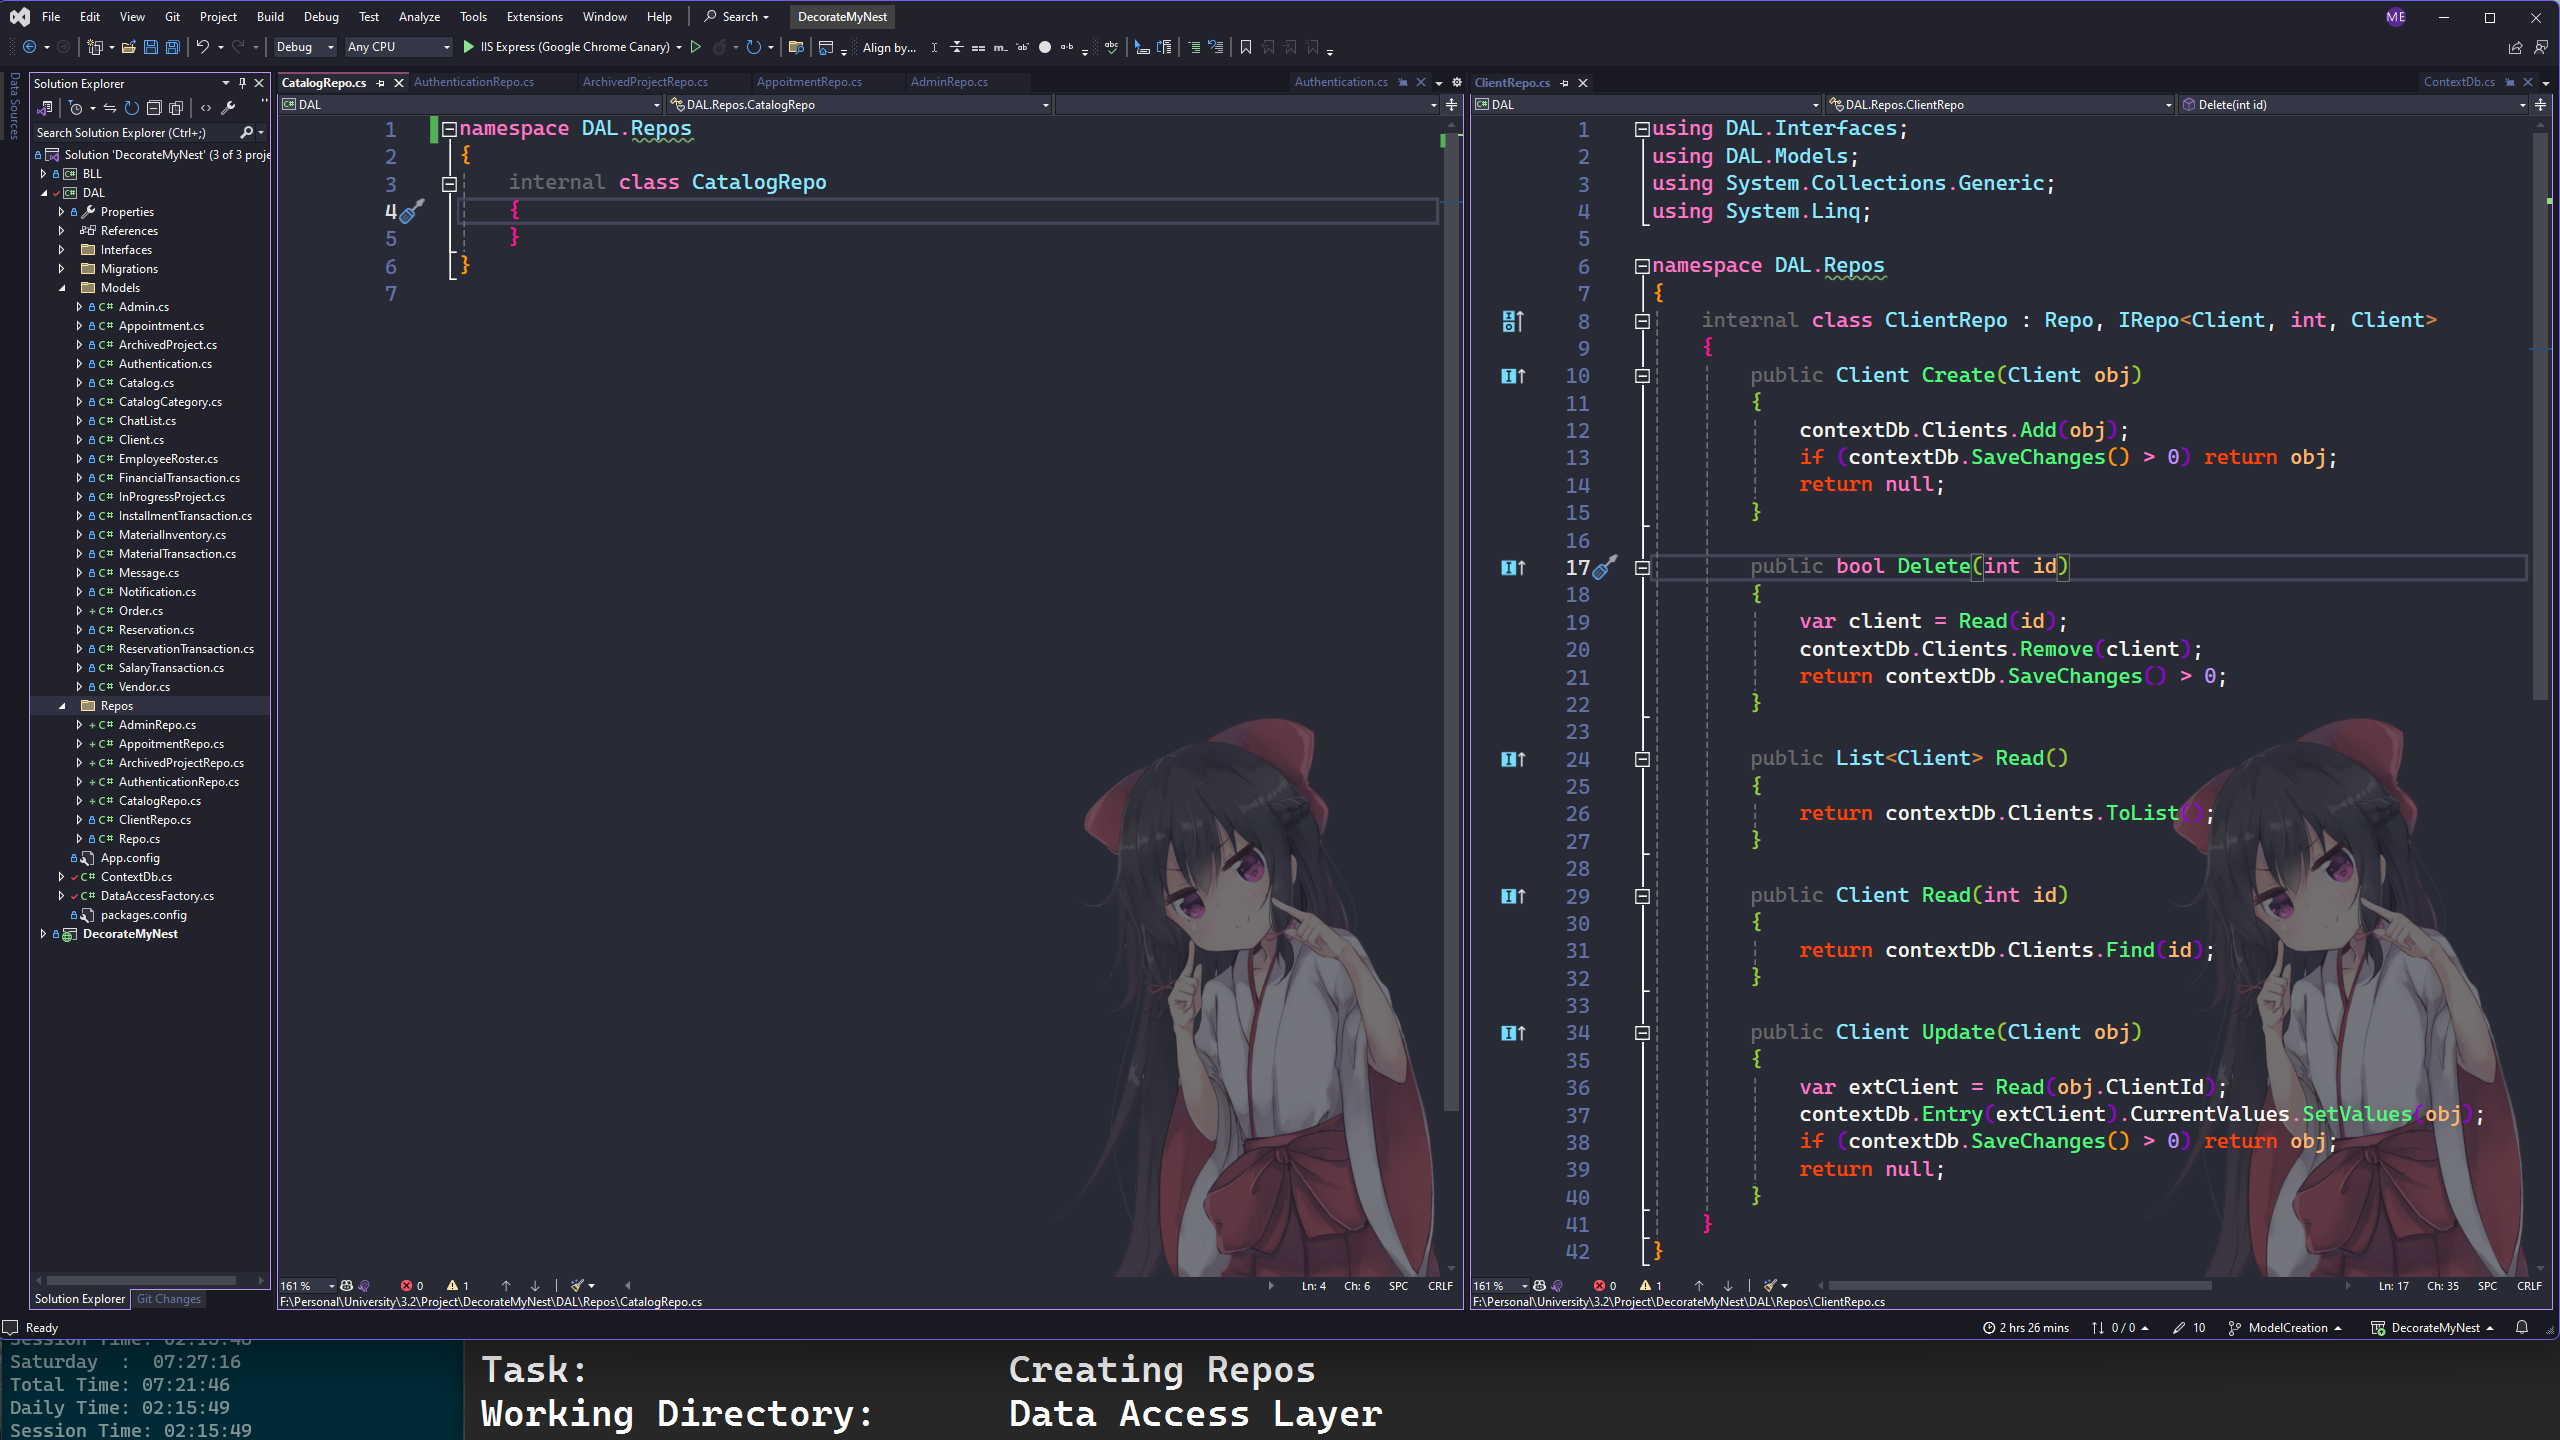 File Edit View Git Project Build Debug Test Analyze Tools Extensions Window Help Search DecorateMyNest ME
Debug Any CPU IIS Express (Google Chrome Canary) Align by...
Data Sources
Solution Explorer
Search Solution Explorer (Ctrl+;)
Solution 'DecorateMyNest' (3 of 3 proje
BLL
DAL
Properties
References
Interfaces
Migrations
Models
Admin.cs
Appointment.cs
ArchivedProject.cs
Authentication.cs
Catalog.cs
CatalogCategory.cs
ChatList.cs
Client.cs
EmployeeRoster.cs
FinancialTransaction.cs
InProgressProject.cs
InstallmentTransaction.cs
MaterialInventory.cs
MaterialTransaction.cs
Message.cs
Notification.cs
Order.cs
Reservation.cs
ReservationTransaction.cs
SalaryTransaction.cs
Vendor.cs
Repos
AdminRepo.cs
AppoitmentRepo.cs
ArchivedProjectRepo.cs
AuthenticationRepo.cs
CatalogRepo.cs
ClientRepo.cs
Repo.cs
App.config
ContextDb.cs
DataAccessFactory.cs
packages.config
DecorateMyNest
Solution Explorer Git Changes
CatalogRepo.cs AuthenticationRepo.cs ArchivedProjectRepo.cs AppoitmentRepo.cs AdminRepo.cs Authentication.cs
DAL DAL.Repos.CatalogRepo
1 namespace DAL.Repos
2 {
3 internal class CatalogRepo
4 {
5 }
6 }
7
161 % 0 1 Ln: 4 Ch: 6 SPC CRLF
F:\Personal\University\3.2\Project\DecorateMyNest\DAL\Repos\CatalogRepo.cs
ClientRepo.cs ContextDb.cs
DAL DAL.Repos.ClientRepo Delete(int id)
1 using DAL.Interfaces;
2 using DAL.Models;
3 using System.Collections.Generic;
4 using System.Linq;
5
6 namespace DAL.Repos
7 {
8 internal class ClientRepo : Repo, IRepo<Client, int, Client>
9 {
10 public Client Create(Client obj)
11 {
12 contextDb.Clients.Add(obj);
13 if (contextDb.SaveChanges() > 0) return obj;
14 return null;
15 }
16
17 public bool Delete(int id)
18 {
19 var client = Read(id);
20 contextDb.Clients.Remove(client);
21 return contextDb.SaveChanges() > 0;
22 }
23
24 public List<Client> Read()
25 {
26 return contextDb.Clients.ToList();
27 }
28
29 public Client Read(int id)
30 {
31 return contextDb.Clients.Find(id);
32 }
33
34 public Client Update(Client obj)
35 {
36 var extClient = Read(obj.ClientId);
37 contextDb.Entry(extClient).CurrentValues.SetValues(obj);
38 if (contextDb.SaveChanges() > 0) return obj;
39 return null;
40 }
41 }
42 }
161 % 0 1 Ln: 17 Ch: 35 SPC CRLF
F:\Personal\University\3.2\Project\DecorateMyNest\DAL\Repos\ClientRepo.cs
Ready 2 hrs 26 mins 0 / 0 10 ModelCreation DecorateMyNest
Session Time: 02:15:48
Saturday : 07:27:16
Total Time: 07:21:46
Daily Time: 02:15:49
Session Time: 02:15:49
Task: Creating Repos
Working Directory: Data Access Layer